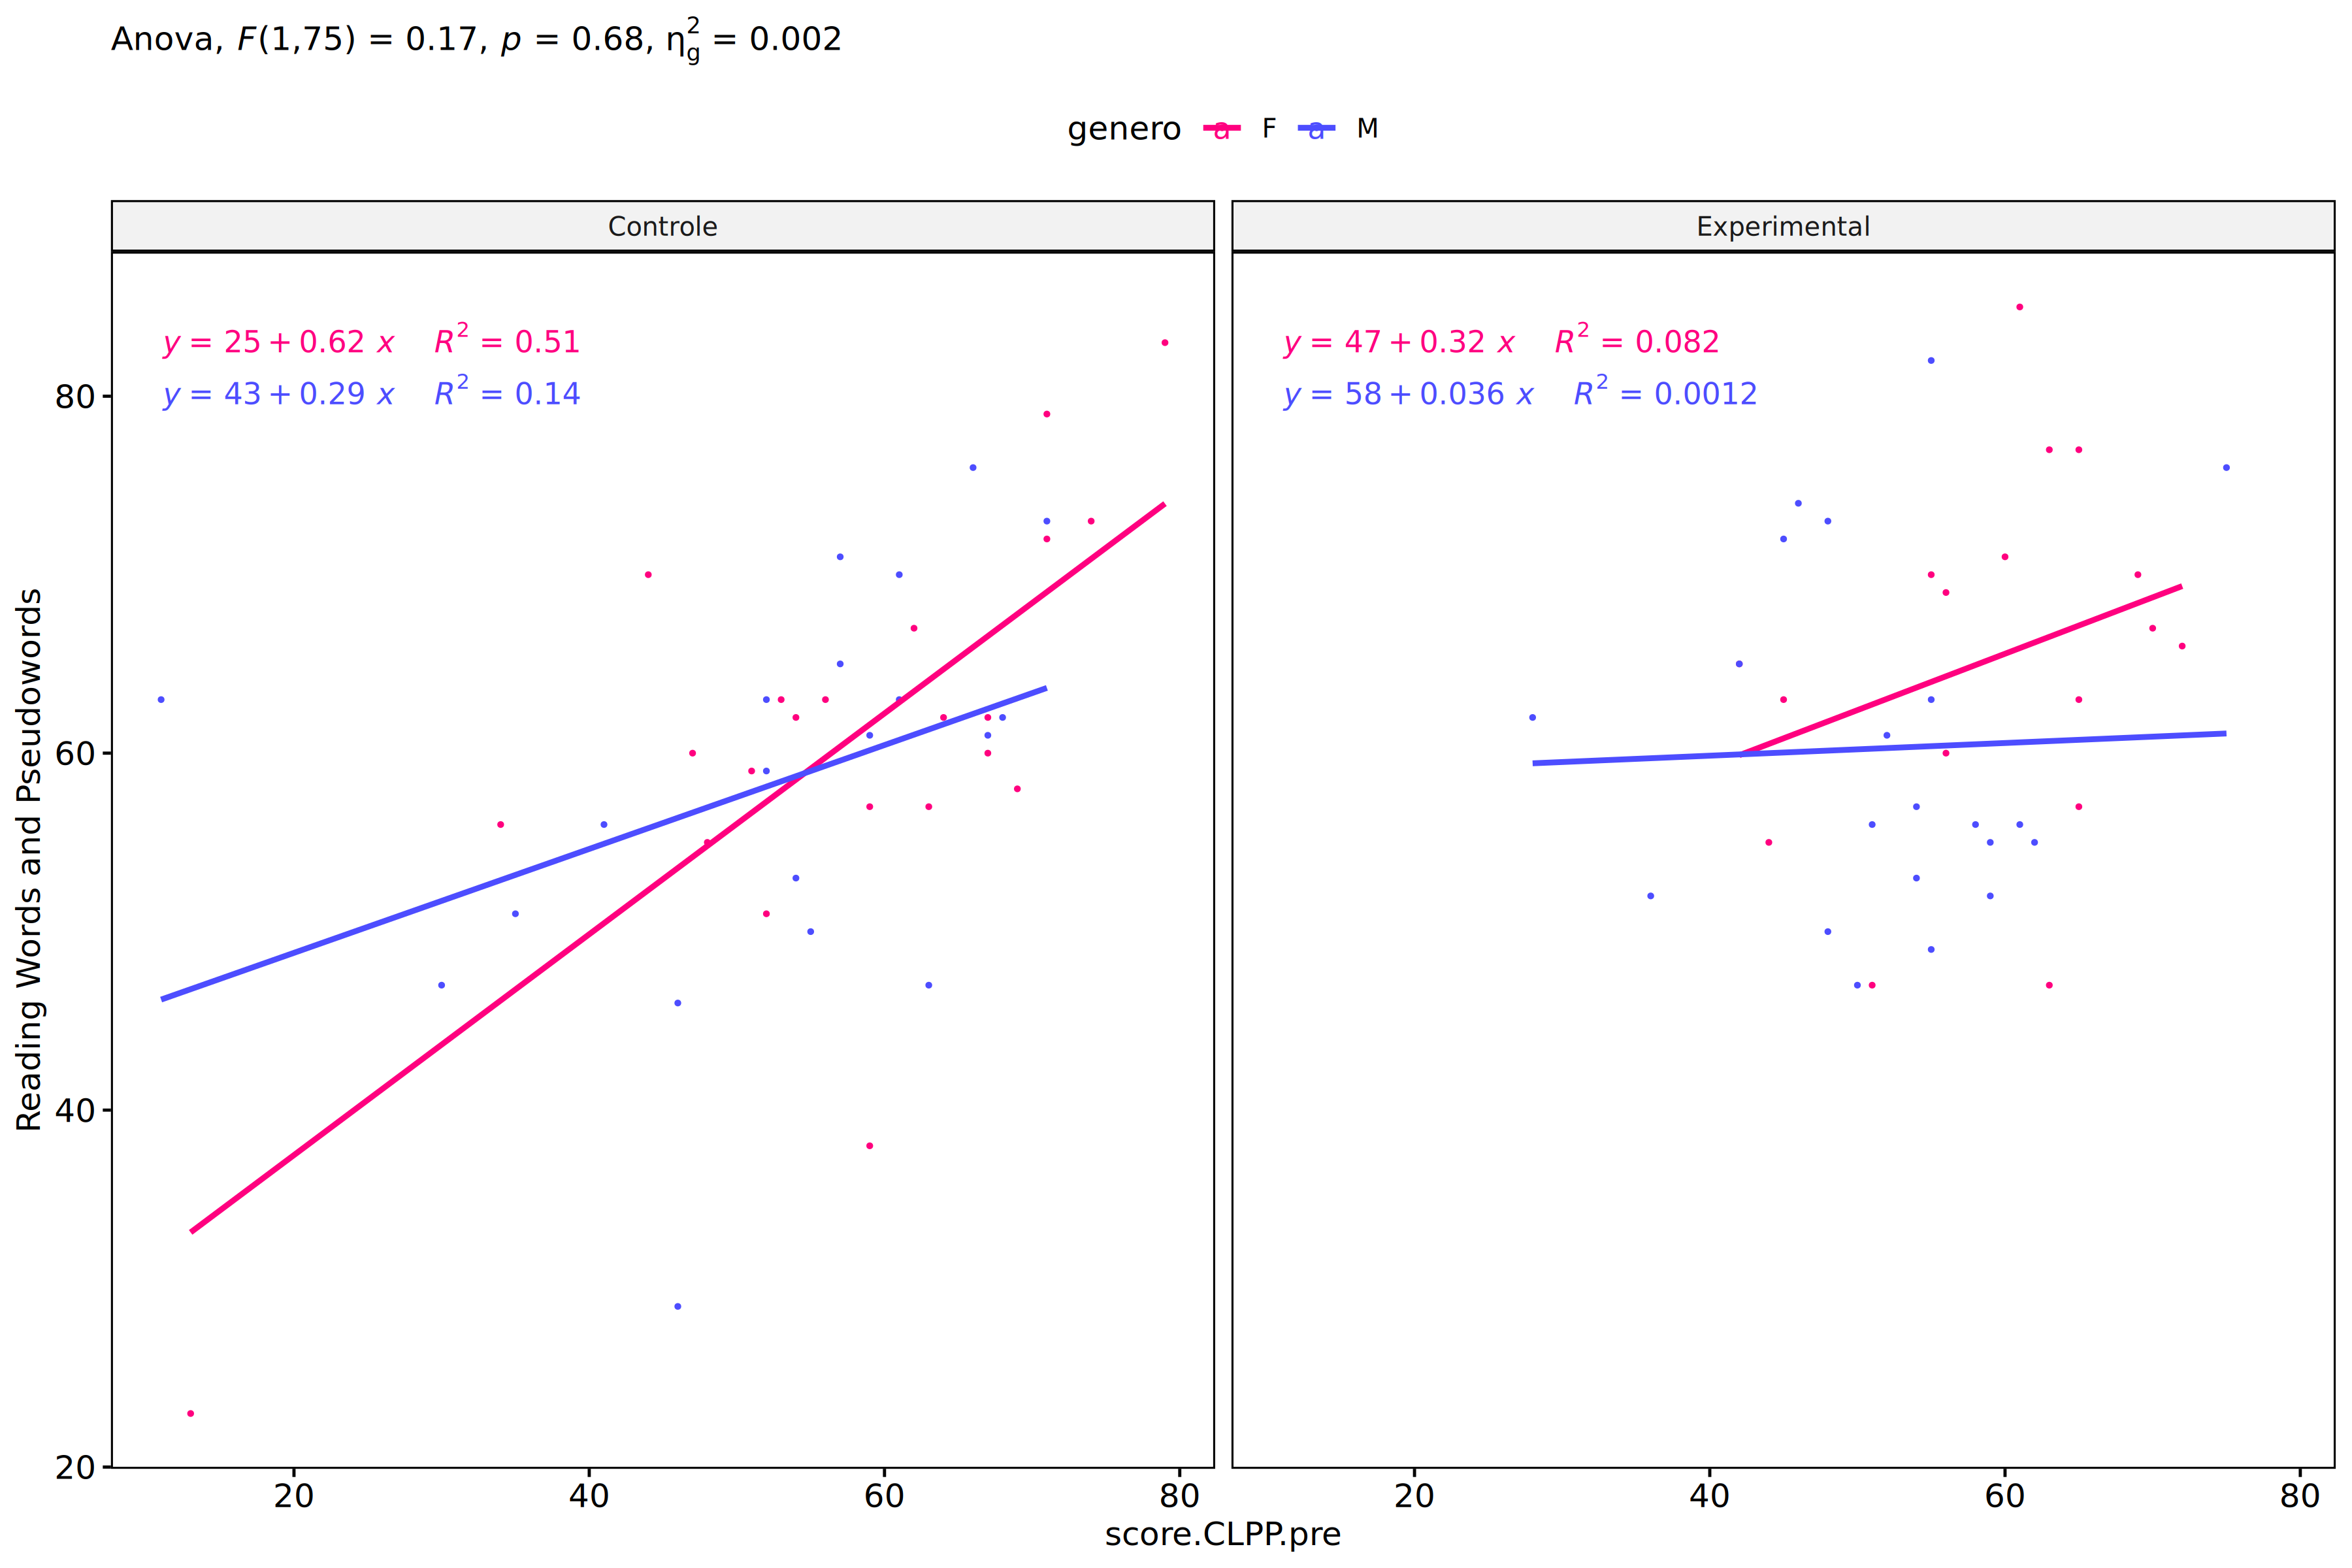 Anova, F(1,75) = 0.17, p = 0.68, η²g = 0.002
genero a F a M
Controle
Experimental
y = 25 + 0.62 x R² = 0.51
y = 43 + 0.29 x R² = 0.14
y = 47 + 0.32 x R² = 0.082
y = 58 + 0.036 x R² = 0.0012
80
60
40
20
Reading Words and Pseudowords
20 40 60 80
20 40 60 80
score.CLPP.pre